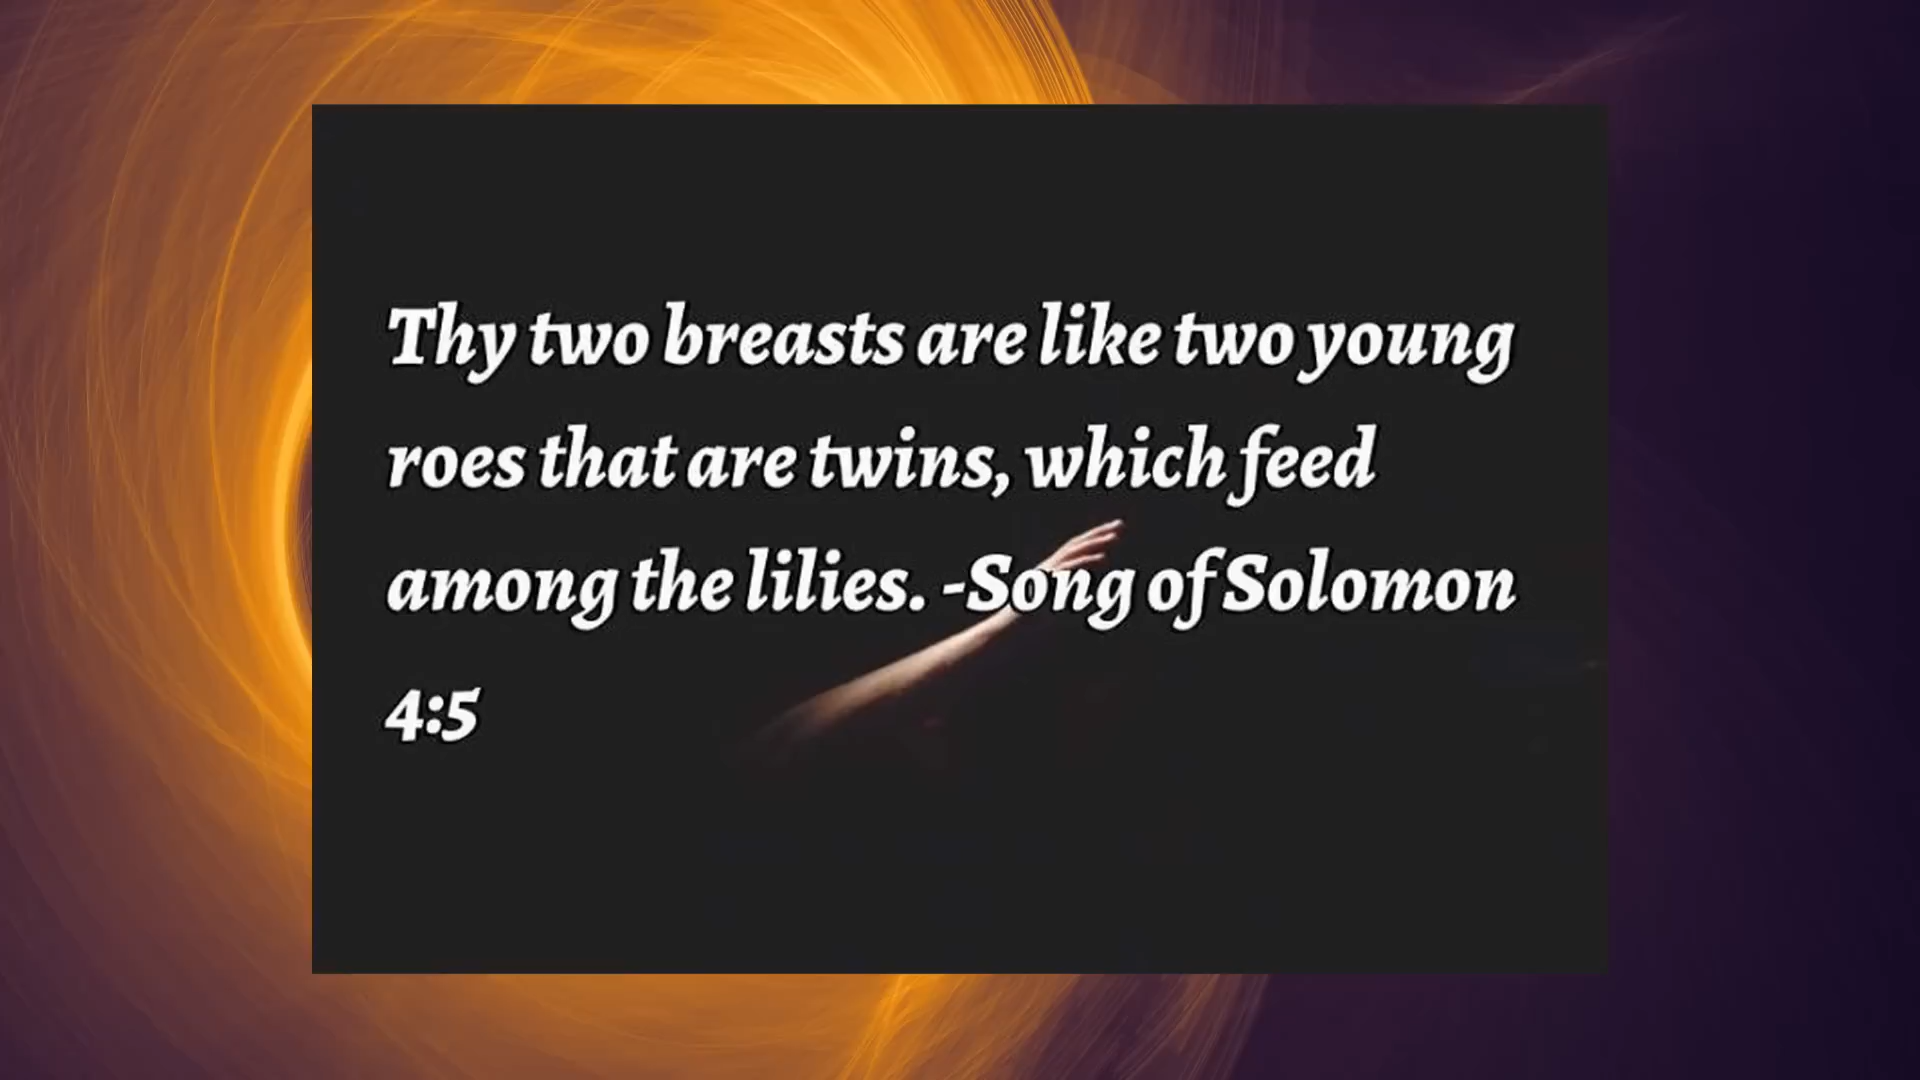 Thy two breasts are like two young
roes that are twins, which feed
among the lilies. -Song of Solomon
4:5